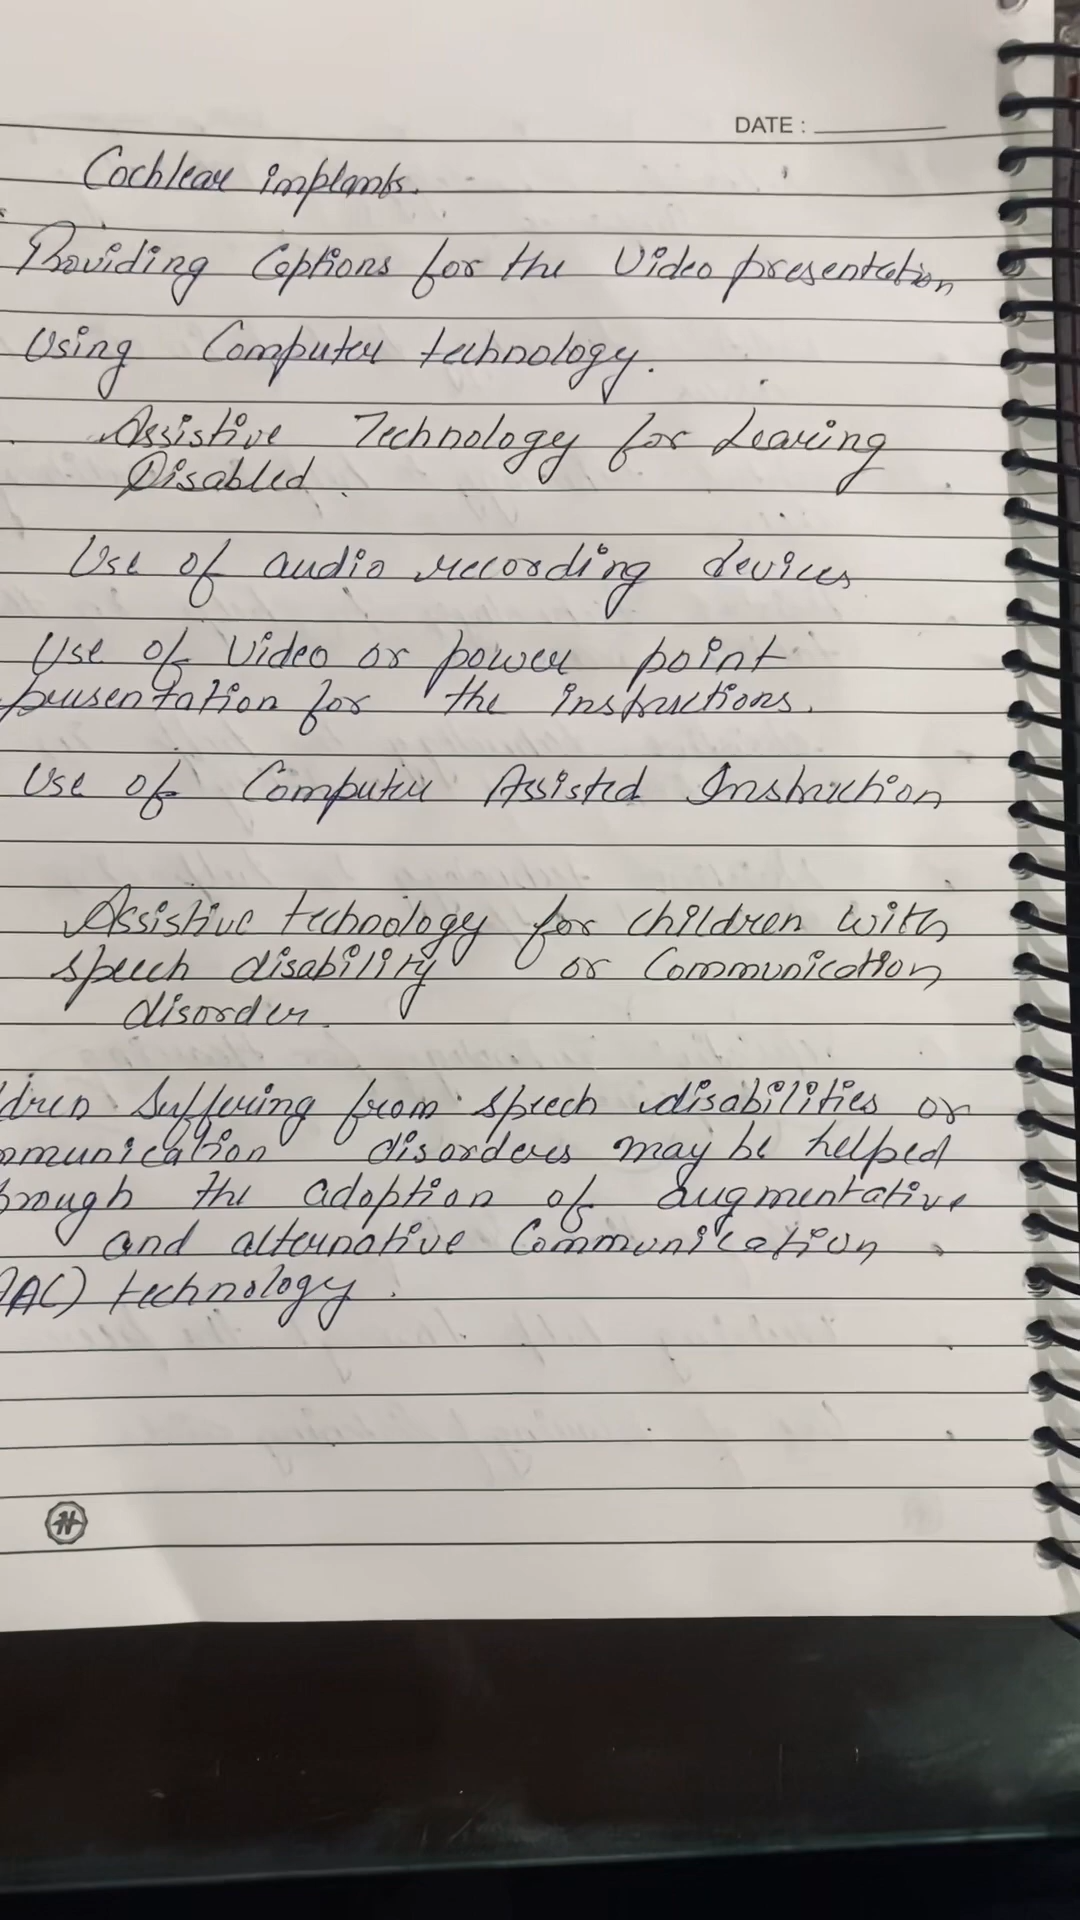 DATE :
Cochlear implants.
Providing Coptions for the Video presentation
Using Computer technology.
Assistive Technology for Learing
Disabled.
Use of audio recording devices
Use of Video or power point
presentation for the instructions.
Use of Computer Assisted Instruction
Assistive technology for children with
speech disability or Communication
disorder.
dren Suffering from speech disabilities or
mmunication disorders may be helped
rough the adoption of augmentative
and alternative Communication
AC) technology.